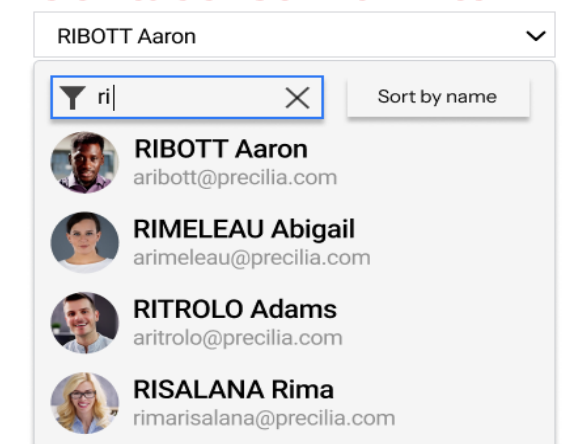 RIBOTT Aaron
ri
Sort by name
RIBOTT Aaron
aribott@precilia.com
RIMELEAU Abigail
arimeleau@precilia.com
RITROLO Adams
aritrolo@precilia.com
RISALANA Rima
rimarisalana@precilia.com